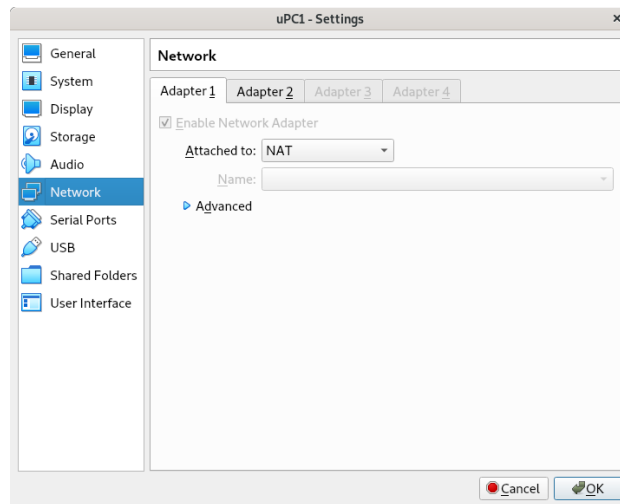 uPC1 - Settings ×
General
System
Display
Storage
Audio
Network
Serial Ports
USB
Shared Folders
User Interface
Network
Adapter 1 Adapter 2 Adapter 3 Adapter 4
Enable Network Adapter
Attached to: NAT
Name:
Advanced
Cancel OK